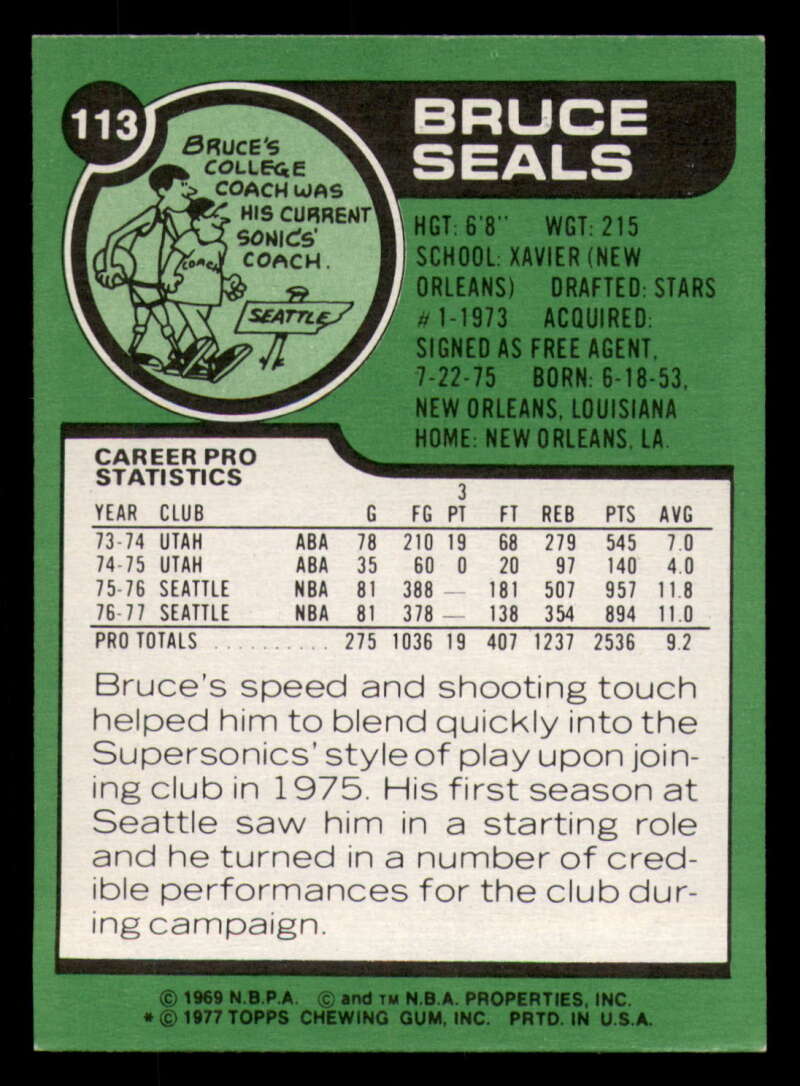 113
BRUCE
SEALS
BRUCE'S
COLLEGE
COACH WAS
HIS CURRENT
SONICS'
COACH.
COACH
SEATTLE
HGT: 6'8" WGT: 215
SCHOOL: XAVIER (NEW
ORLEANS) DRAFTED: STARS
#1-1973 ACQUIRED:
SIGNED AS FREE AGENT,
7-22-75 BORN: 6-18-53,
NEW ORLEANS, LOUISIANA
HOME: NEW ORLEANS, LA.
CAREER PRO
STATISTICS
YEAR CLUB G FG 3 PT FT REB PTS AVG
73-74 UTAH ABA 78 210 19 68 279 545 7.0
74-75 UTAH ABA 35 60 0 20 97 140 4.0
75-76 SEATTLE NBA 81 388 — 181 507 957 11.8
76-77 SEATTLE NBA 81 378 — 138 354 894 11.0
PRO TOTALS .......... 275 1036 19 407 1237 2536 9.2
Bruce's speed and shooting touch
helped him to blend quickly into the
Supersonics' style of play upon join-
ing club in 1975. His first season at
Seattle saw him in a starting role
and he turned in a number of cred-
ible performances for the club dur-
ing campaign.
© 1969 N.B.P.A. © and TM N.B.A. PROPERTIES, INC.
* © 1977 TOPPS CHEWING GUM, INC. PRTD. IN U.S.A.